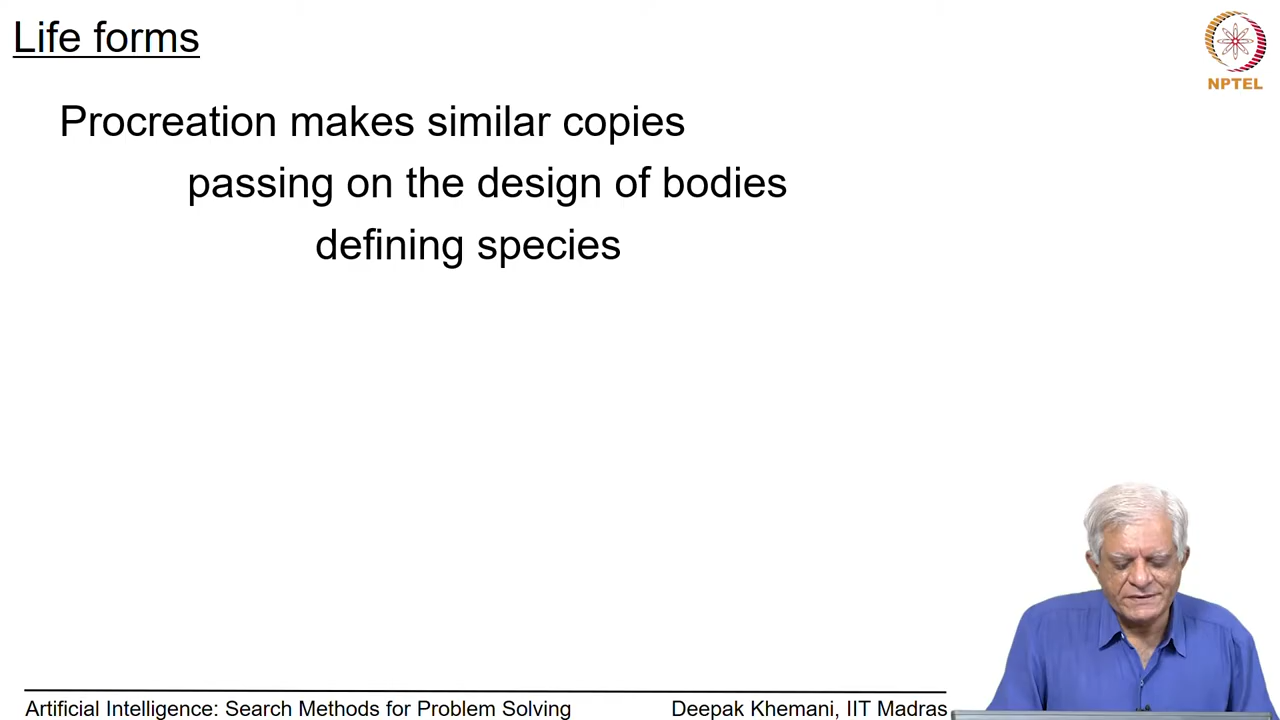 Life forms
NPTEL
Procreation makes similar copies
passing on the design of bodies
defining species
Artificial Intelligence: Search Methods for Problem Solving
Deepak Khemani, IIT Madras